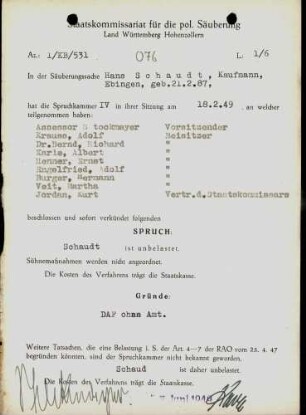 Staatskommissariat für die pol. Säuberung
Land Württemberg Hohenzollern
Az.: 1/KB/531 076 L: 1/6
In der Säuberungssache Hans Schaudt, Kaufmann,
Ebingen, geb.21.2.87,
hat die Spruchkammer IV in ihrer Sitzung am 18.2.49 an welcher
teilgenommen haben:
Assessor Stockmayer Vorsitzender
Krause, Adolf Beisitzer
Dr.Bernd, Richard "
Karle, Albert "
Henner, Ernst "
Engelfried, Adolf "
Burger, Hermann "
Veit, Martha "
Jordan, Kurt Vertr.d.Staatskommissars
beschlossen und sofort verkündet folgenden
SPRUCH:
Schaudt ist unbelastet.
Sühnemaßnahmen werden nicht angeordnet.
Die Kosten des Verfahrens trägt die Staatskasse.
Gründe:
DAF ohne Amt.
Weitere Tatsachen, die eine Belastung i. S. der Art. 4—7 der RAO vom 25. 4. 47
begründen könnten, sind der Spruchkammer nicht bekannt geworden.
Schaud ist daher unbelastet.
Die Kosten des Verfahrens trägt die Staatskasse.
Juni 194